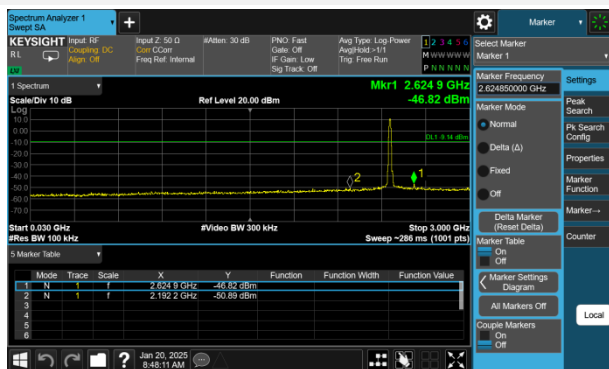 Spectrum Analyzer 1
Swept SA
Marker
KEYSIGHT
RL
Input: RF
Coupling: DC
Align: Off
Input Z: 50 Ω
Corr CCorr
Freq Ref: Internal
#Atten: 30 dB
PNO: Fast
Gate: Off
IF Gain: Low
Sig Track: Off
Avg Type: Log-Power
Avg|Hold:>1/1
Trig: Free Run
1 2 3 4 5 6
M W W W W W
P N N N N N
Select Marker
Marker 1
1 Spectrum
Mkr1 2.624 9 GHz
Scale/Div 10 dB
Ref Level 20.00 dBm
-46.82 dBm
Log
10.0
0.00
-10.0
-20.0
-30.0
-40.0
-50.0
-60.0
-70.0
2
1
Start 0.030 GHz
#Video BW 300 kHz
Stop 3.000 GHz
#Res BW 100 kHz
Sweep ~286 ms (1001 pts)
5 Marker Table
Mode Trace Scale X Y Function Function Width Function Value
1 N 1 f 2.624 9 GHz -46.82 dBm
2 N 1 f 2.192 2 GHz -50.89 dBm
3
4
5
6
Marker Frequency
2.624850000 GHz
Marker Mode
Normal
Delta (Δ)
Fixed
Off
Delta Marker
(Reset Delta)
Marker Table
On
Off
Marker Settings
Diagram
All Markers Off
Couple Markers
On
Off
Settings
Peak
Search
Pk Search
Config
Properties
Marker
Function
Marker→
Counter
Local
?
Jan 20, 2025
8:48:11 AM